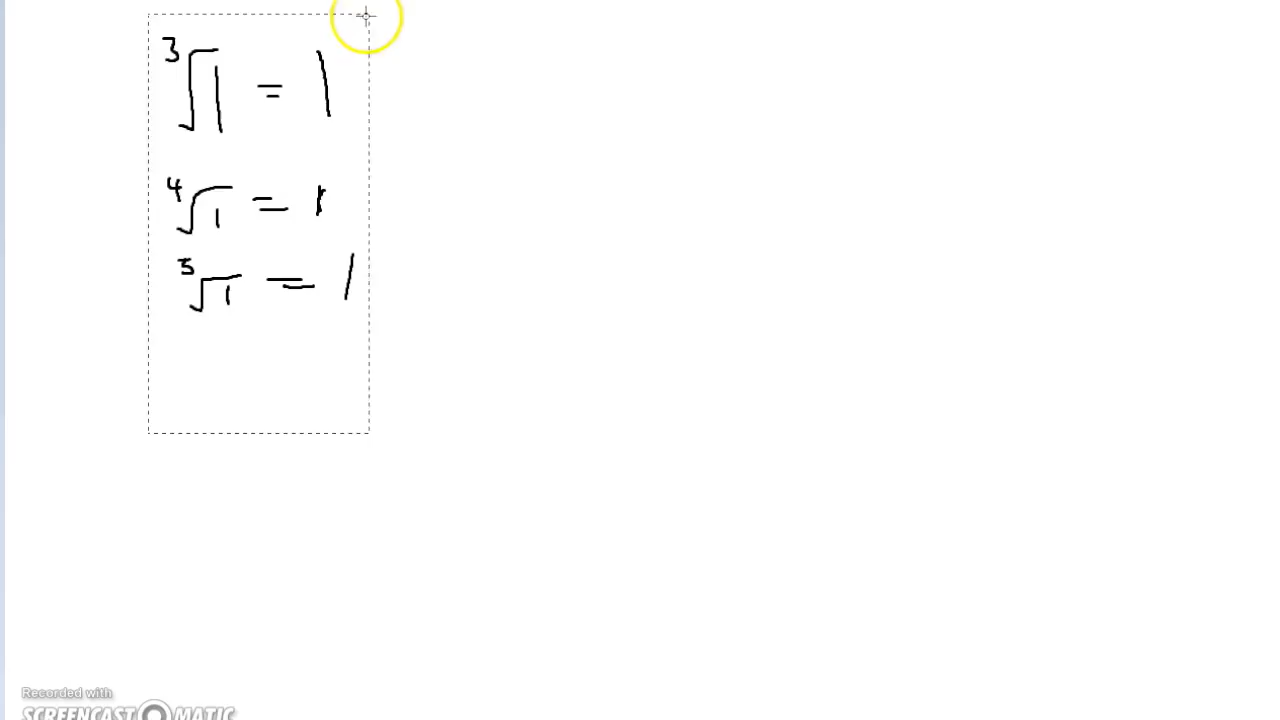 ³√1 = 1
⁴√1 = 1
⁵√1 = 1
Recorded with
SCREENCAST MATIC